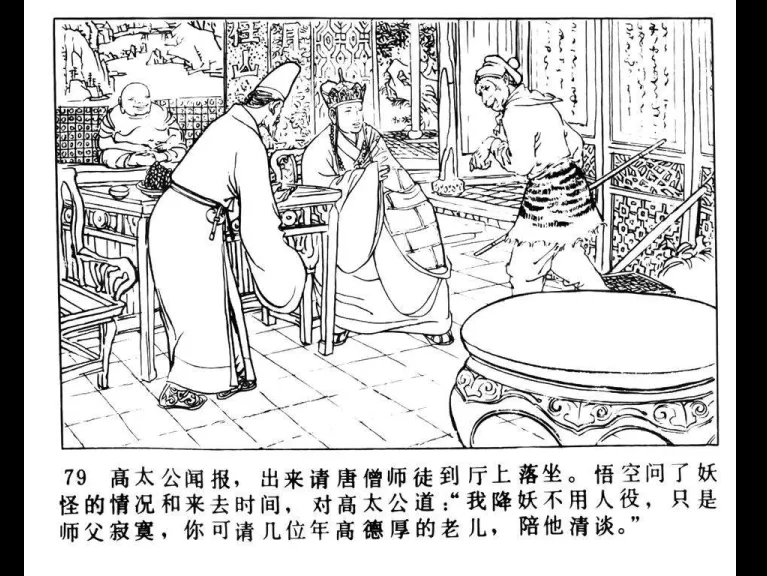 79 高太公闻报，出来请唐僧师徒到厅上落坐。悟空问了妖
怪的情况和来去时间，对高太公道：“我降妖不用人役，只是
师父寂寞，你可请几位年高德厚的老儿，陪他清谈。”